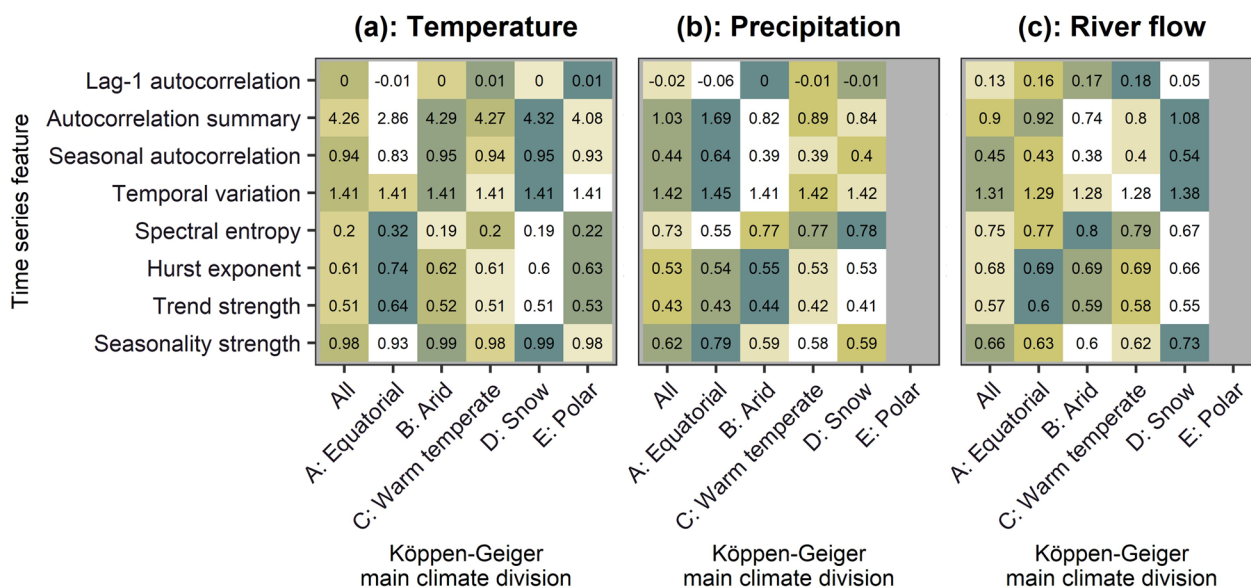 (a): Temperature (b): Precipitation (c): River flow
Time series feature
Lag-1 autocorrelation 0 -0.01 0 0.01 0 0.01 -0.02 -0.06 0 -0.01 -0.01 0.13 0.16 0.17 0.18 0.05
Autocorrelation summary 4.26 2.86 4.29 4.27 4.32 4.08 1.03 1.69 0.82 0.89 0.84 0.9 0.92 0.74 0.8 1.08
Seasonal autocorrelation 0.94 0.83 0.95 0.94 0.95 0.93 0.44 0.64 0.39 0.39 0.4 0.45 0.43 0.38 0.4 0.54
Temporal variation 1.41 1.41 1.41 1.41 1.41 1.41 1.42 1.45 1.41 1.42 1.42 1.31 1.29 1.28 1.28 1.38
Spectral entropy 0.2 0.32 0.19 0.2 0.19 0.22 0.73 0.55 0.77 0.77 0.78 0.75 0.77 0.8 0.79 0.67
Hurst exponent 0.61 0.74 0.62 0.61 0.6 0.63 0.53 0.54 0.55 0.53 0.53 0.68 0.69 0.69 0.69 0.66
Trend strength 0.51 0.64 0.52 0.51 0.51 0.53 0.43 0.43 0.44 0.42 0.41 0.57 0.6 0.59 0.58 0.55
Seasonality strength 0.98 0.93 0.99 0.98 0.99 0.98 0.62 0.79 0.59 0.58 0.59 0.66 0.63 0.6 0.62 0.73
All A: Equatorial B: Arid C: Warm temperate D: Snow E: Polar All A: Equatorial B: Arid C: Warm temperate D: Snow E: Polar All A: Equatorial B: Arid C: Warm temperate D: Snow E: Polar
Köppen-Geiger Köppen-Geiger Köppen-Geiger
main climate division main climate division main climate division